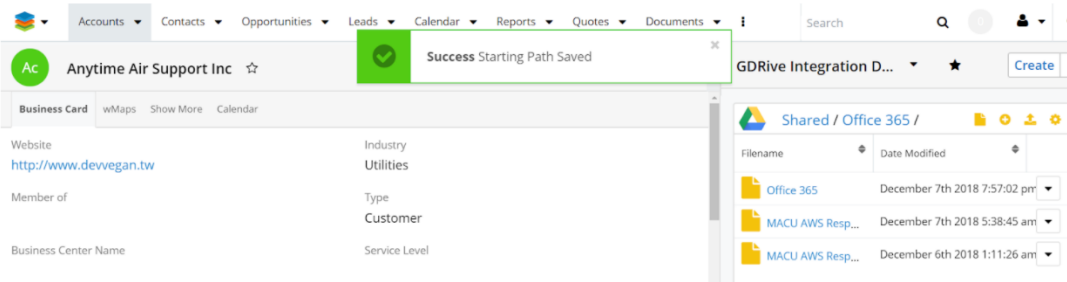 Accounts Contacts Opportunities Leads Calendar Reports Quotes Documents Search
Success Starting Path Saved
Ac Anytime Air Support Inc
GDRive Integration D... Create
Business Card wMaps Show More Calendar
Shared / Office 365 /
Website
Industry
http://www.devvegan.tw
Utilities
Filename Date Modified
Member of
Type
Customer
Office 365 December 7th 2018 7:57:02 pm
MACU AWS Resp... December 7th 2018 5:38:45 am
Business Center Name
Service Level
MACU AWS Resp... December 6th 2018 1:11:26 am